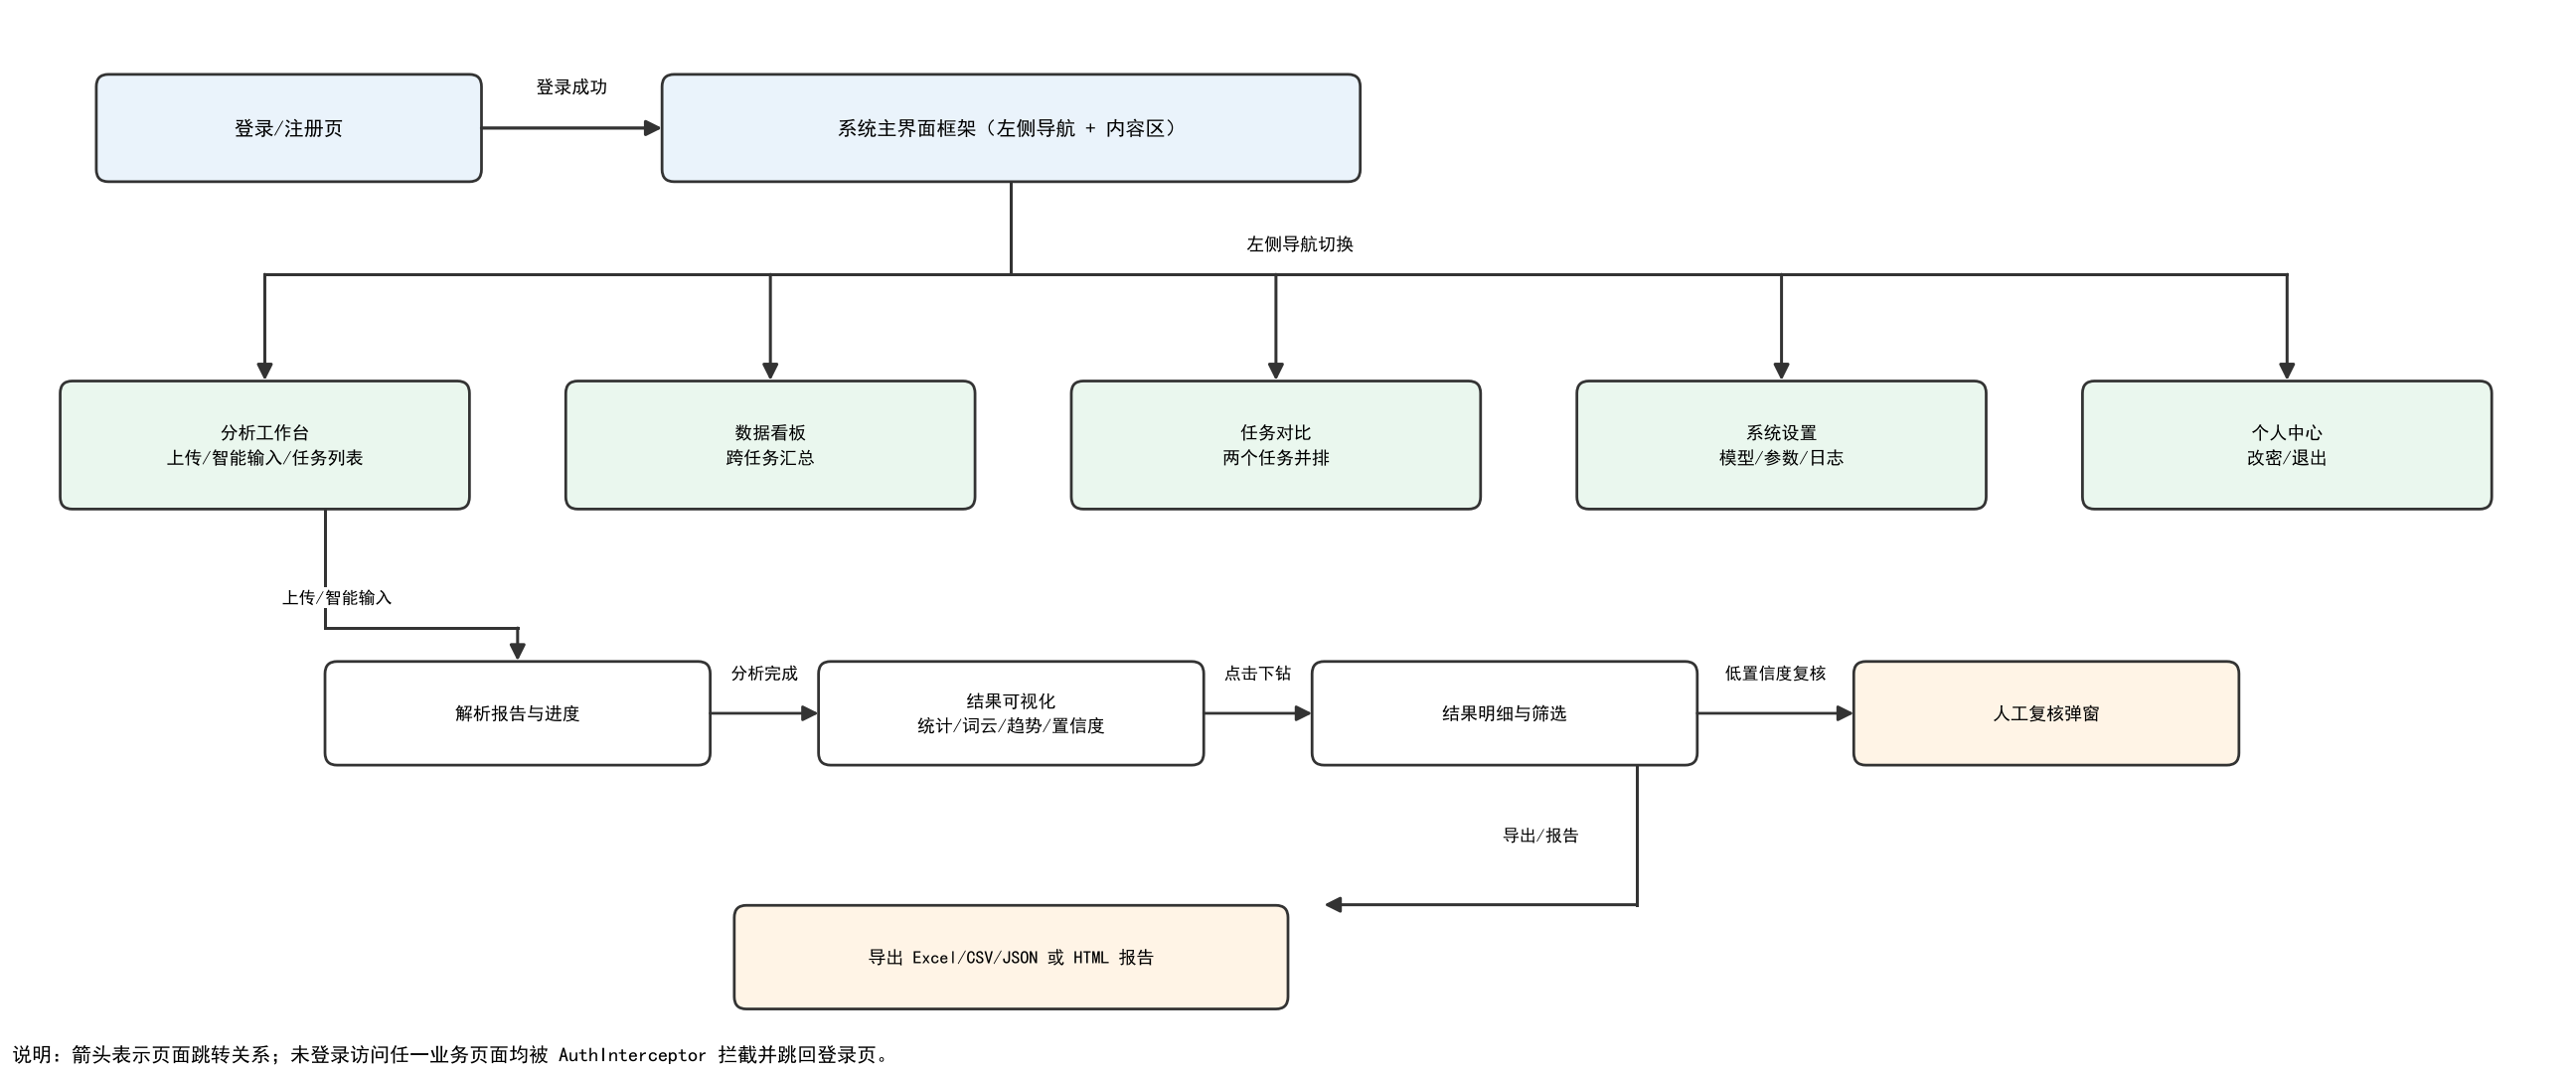 登录/注册页
登录成功
系统主界面框架（左侧导航 + 内容区）
左侧导航切换
分析工作台
上传/智能输入/任务列表
数据看板
跨任务汇总
任务对比
两个任务并排
系统设置
模型/参数/日志
个人中心
改密/退出
上传/智能输入
解析报告与进度
分析完成
结果可视化
统计/词云/趋势/置信度
点击下钻
结果明细与筛选
低置信度复核
人工复核弹窗
导出/报告
导出 Excel/CSV/JSON 或 HTML 报告
说明：箭头表示页面跳转关系；未登录访问任一业务页面均被 AuthInterceptor 拦截并跳回登录页。